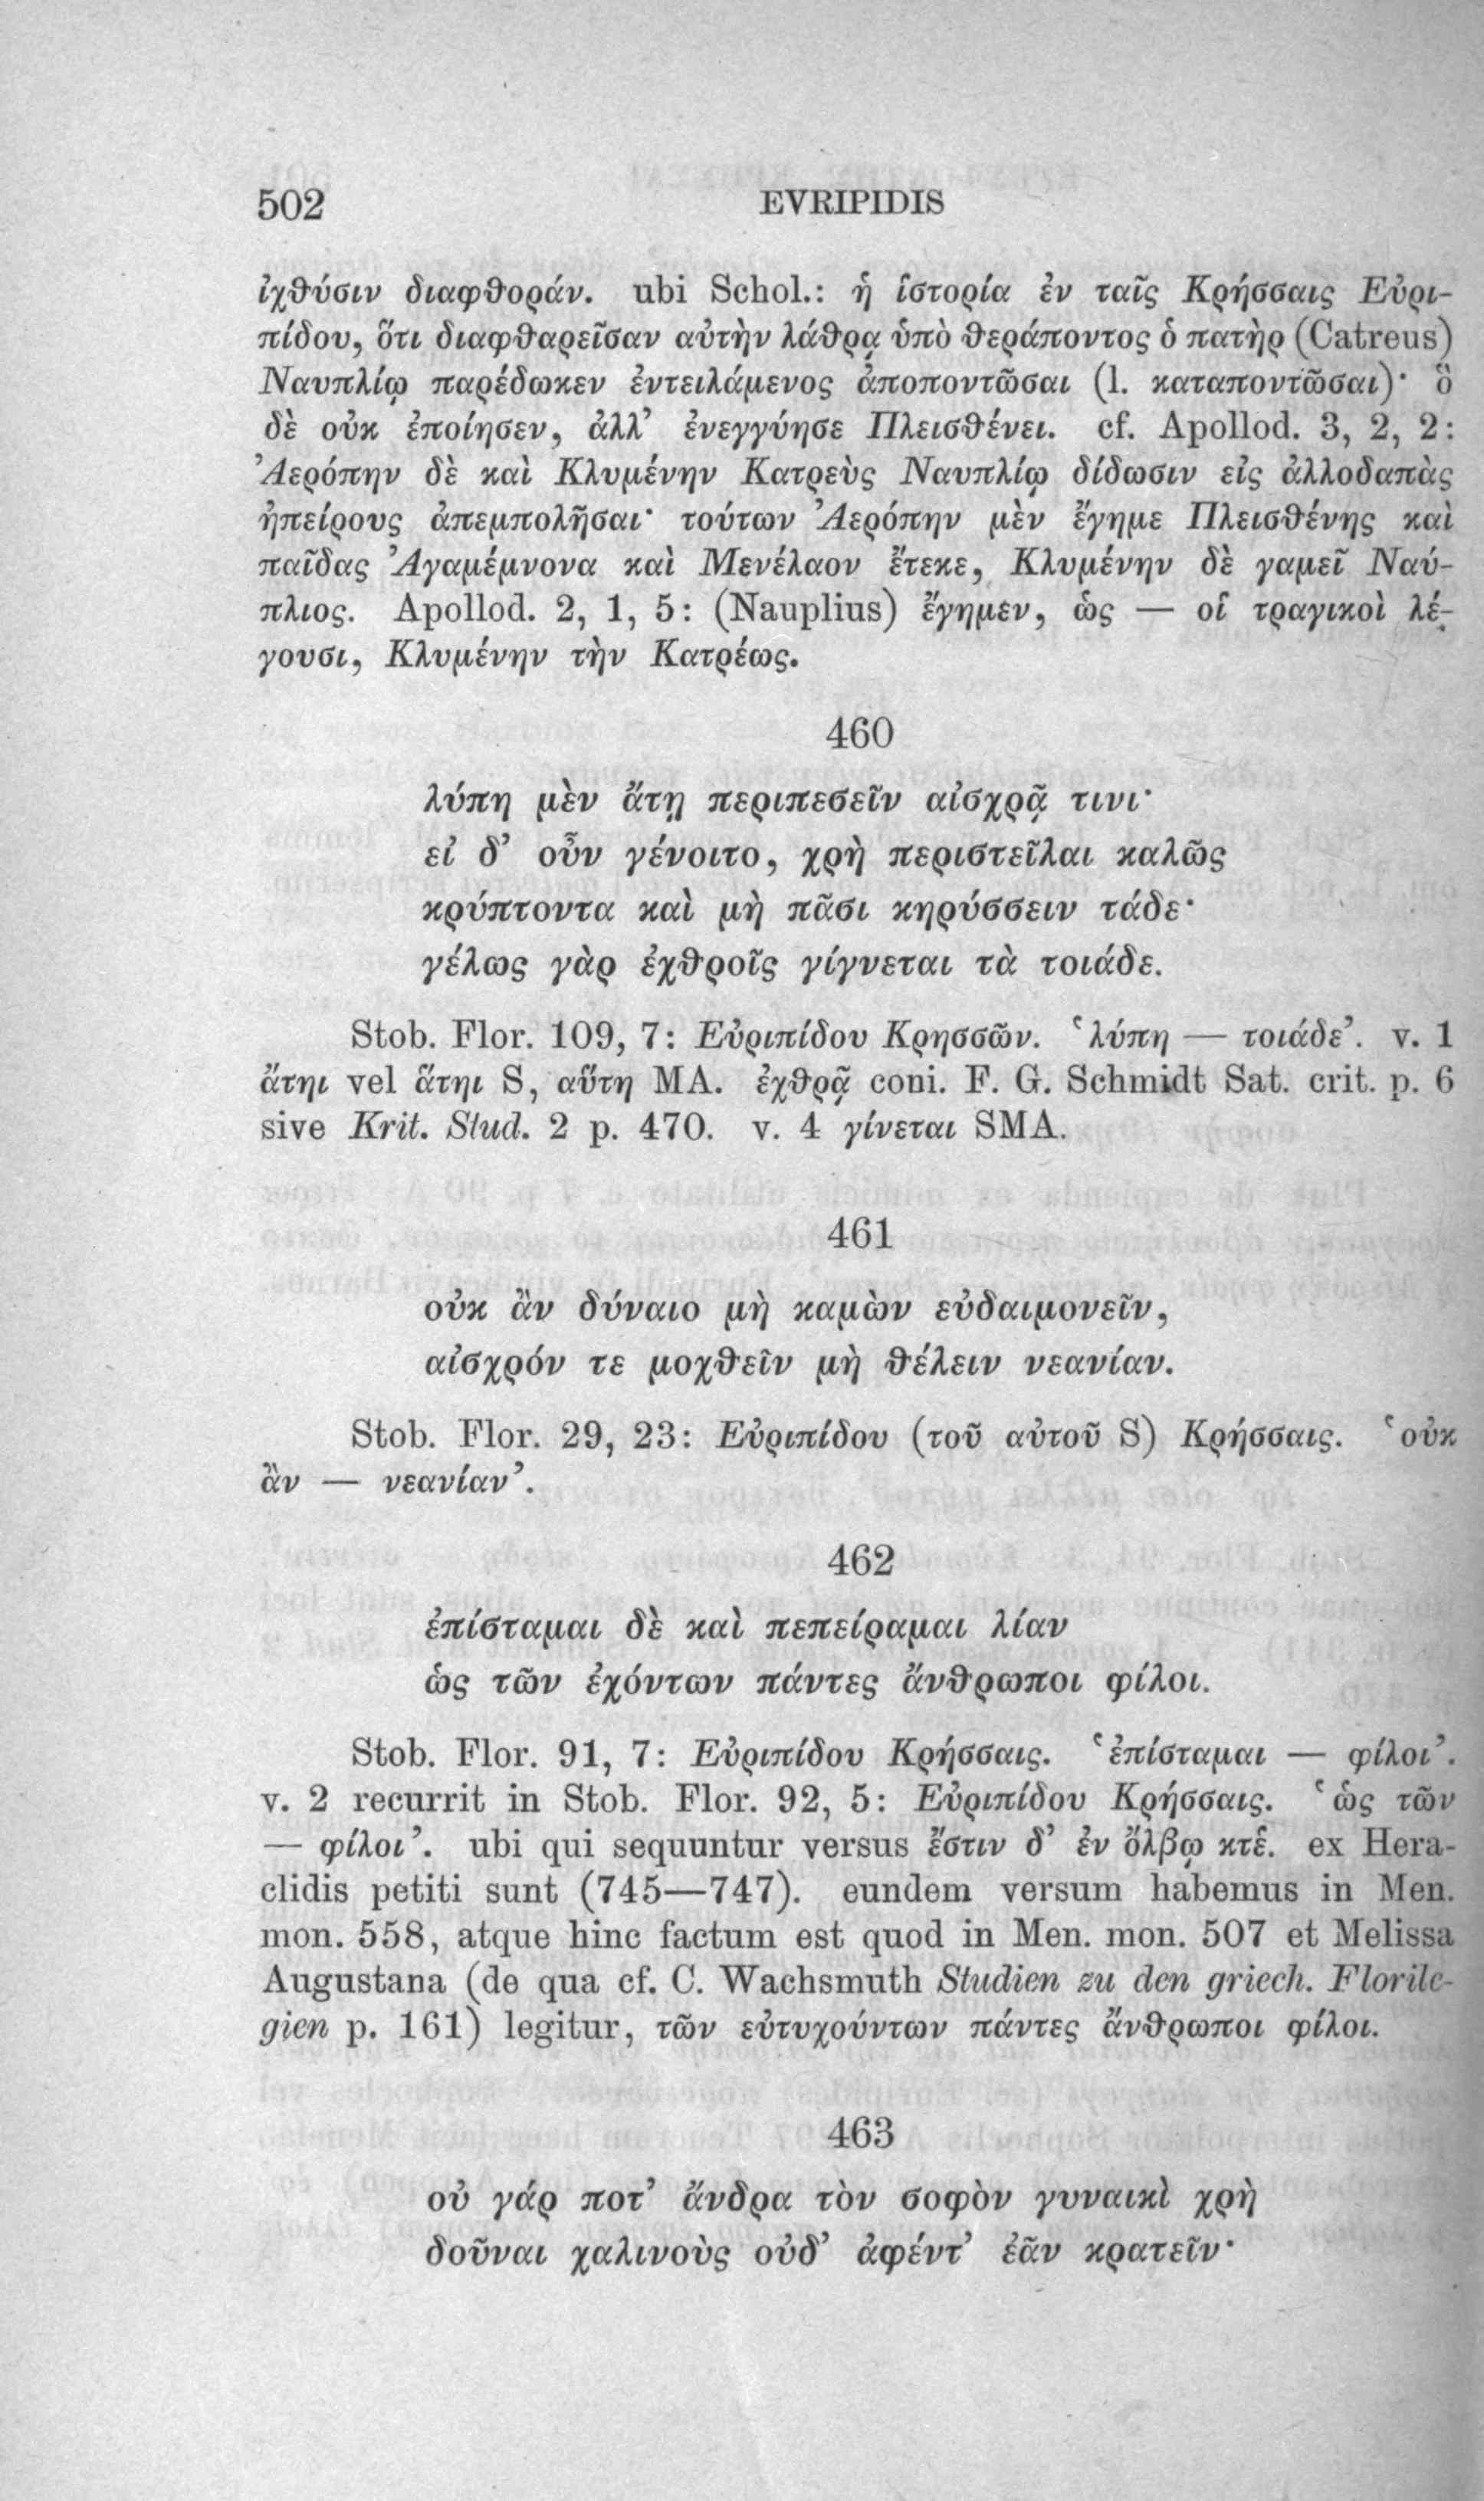 502
EVRIPIDIS
ἰχθύσιν διαφθοράν. ubi Schol.: ἡ ἱστορία ἐν ταῖς Κρήσσαις Εὐρι-
πίδου, ὅτι διαφθαρεῖσαν αὐτὴν λάθρᾳ ὑπὸ θεράποντος ὁ πατὴρ (Catreus)
Ναυπλίῳ παρέδωκεν ἐντειλάμενος ἀποποντῶσαι (l. καταποντῶσαι)· ὃ
δὲ οὐκ ἐποίησεν, ἀλλ’ ἐνεγγύησε Πλεισθένει. cf. Apollod. 3, 2, 2:
Ἀερόπην δὲ καὶ Κλυμένην Κατρεὺς Ναυπλίῳ δίδωσιν εἰς ἀλλοδαπὰς
ἠπείρους ἀπεμπολῆσαι· τούτων Ἀερόπην μὲν ἔγημε Πλεισθένης καὶ
παῖδας Ἀγαμέμνονα καὶ Μενέλαον ἔτεκε, Κλυμένην δὲ γαμεῖ Ναύ-
πλιος. Apollod. 2, 1, 5: (Nauplius) ἔγημεν, ὡς — οἱ τραγικοὶ λέ-
γουσι, Κλυμένην τὴν Κατρέως.
460
λύπη μὲν ἄτῃ περιπεσεῖν αἰσχρᾷ τινι·
εἰ δ’ οὖν γένοιτο, χρὴ περιστεῖλαι καλῶς
κρύπτοντα καὶ μὴ πᾶσι κηρύσσειν τάδε·
γέλως γὰρ ἐχθροῖς γίγνεται τὰ τοιάδε.
Stob. Flor. 109, 7: Εὐριπίδου Κρησσῶν. ‘λύπη — τοιάδε’. v. 1
ἄτηι vel ἅτηι S, αὕτη MA. ἐχθρᾷ coni. F. G. Schmidt Sat. crit. p. 6
sive Krit. Stud. 2 p. 470. v. 4 γίνεται SMA.
461
οὐκ ἂν δύναιο μὴ καμὼν εὐδαιμονεῖν,
αἰσχρόν τε μοχθεῖν μὴ θέλειν νεανίαν.
Stob. Flor. 29, 23: Εὐριπίδου (τοῦ αὐτοῦ S) Κρήσσαις. ‘οὐκ
ἂν — νεανίαν’.
462
ἐπίσταμαι δὲ καὶ πεπείραμαι λίαν
ὡς τῶν ἐχόντων πάντες ἄνθρωποι φίλοι.
Stob. Flor. 91, 7: Εὐριπίδου Κρήσσαις. ‘ἐπίσταμαι — φίλοι’.
v. 2 recurrit in Stob. Flor. 92, 5: Εὐριπίδου Κρήσσαις. ‘ὡς τῶν
— φίλοι’. ubi qui sequuntur versus ἔστιν δ’ ἐν ὄλβῳ κτἑ. ex Hera-
clidis petiti sunt (745—747). eundem versum habemus in Men.
mon. 558, atque hinc factum est quod in Men. mon. 507 et Melissa
Augustana (de qua cf. C. Wachsmuth Studien zu den griech. Florile-
gien p. 161) legitur, τῶν εὐτυχούντων πάντες ἄνθρωποι φίλοι.
463
οὐ γάρ ποτ’ ἄνδρα τὸν σοφὸν γυναικὶ χρὴ
δοῦναι χαλινοὺς οὐδ’ ἀφέντ’ ἐᾶν κρατεῖν·